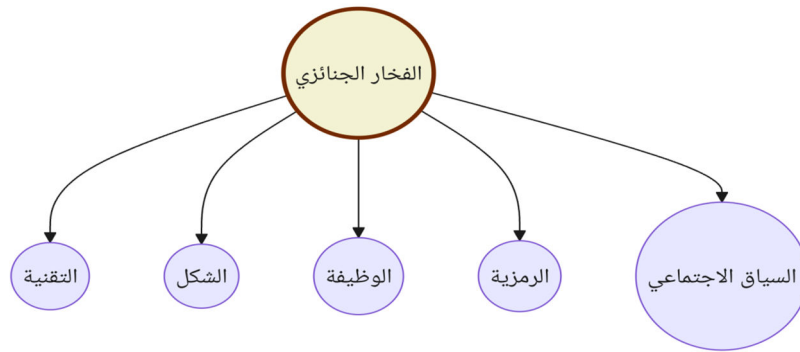 الفخار الجنائزي
السياق الاجتماعي
الرمزية
الوظيفة
الشكل
التقنية